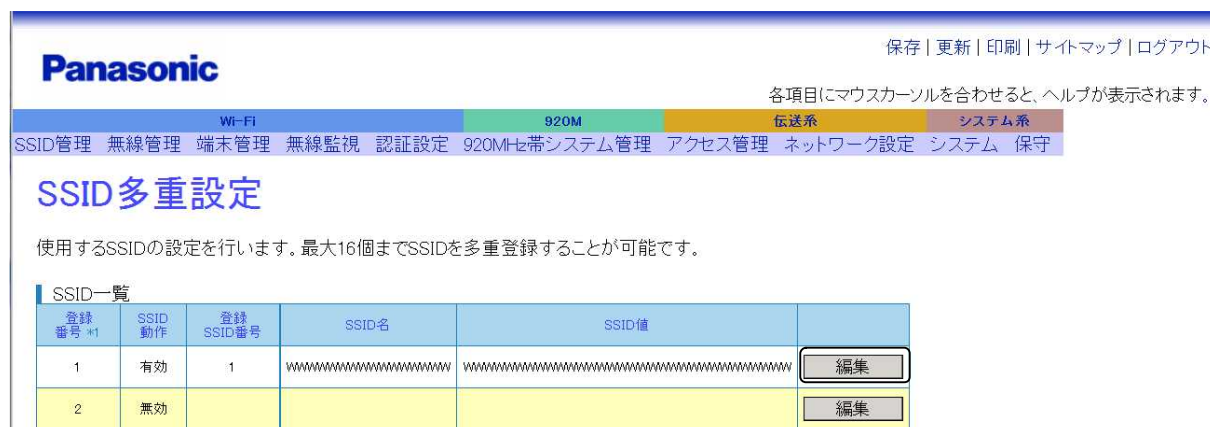 保存 | 更新 | 印刷 | サイトマップ | ログアウト
Panasonic
各項目にマウスカーソルを合わせると、ヘルプが表示されます。
Wi-Fi 920M 伝送系 システム系
SSID管理 無線管理 端末管理 無線監視 認証設定 920MHz帯システム管理 アクセス管理 ネットワーク設定 システム 保守
SSID多重設定
使用するSSIDの設定を行います。最大16個までSSIDを多重登録することが可能です。
SSID一覧
登録番号 *1 SSID動作 登録SSID番号 SSID名 SSID値
1 有効 1 編集
2 無効 編集